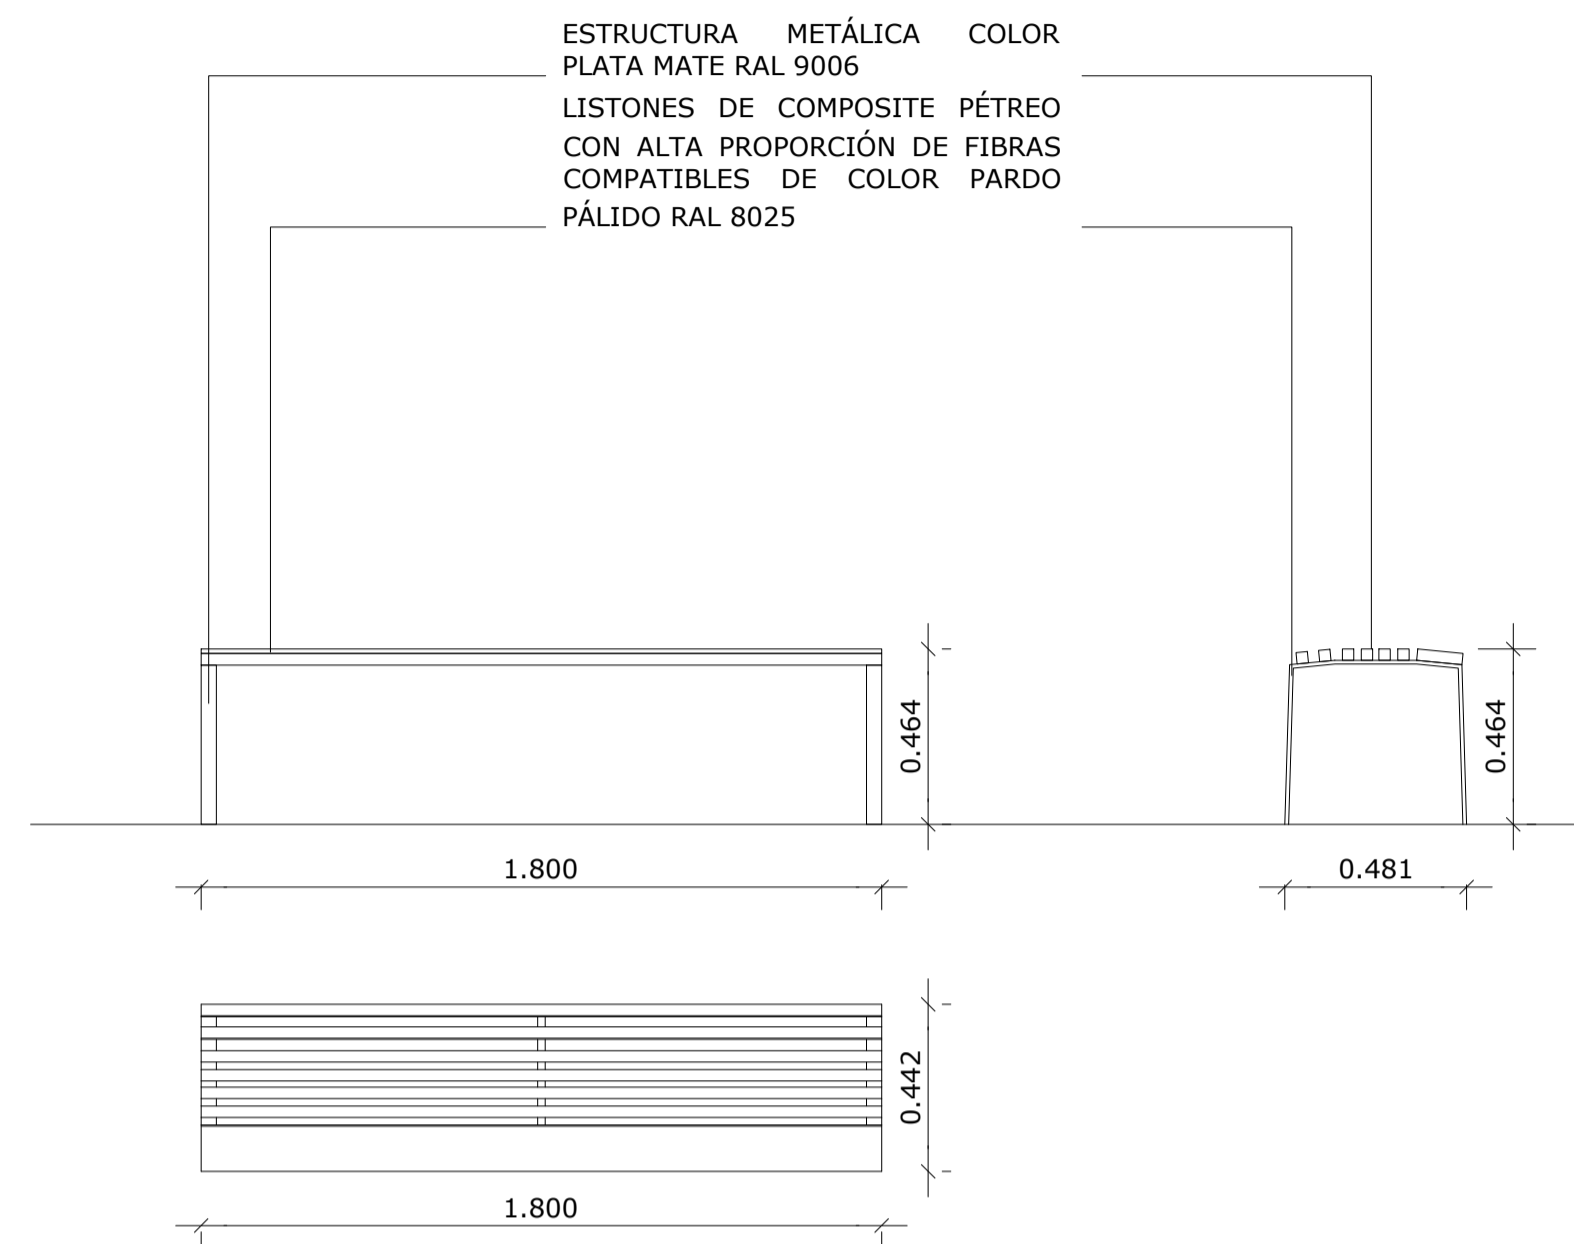 ESTRUCTURA METÁLICA COLOR
PLATA MATE RAL 9006
LISTONES DE COMPOSITE PÉTREO
CON ALTA PROPORCIÓN DE FIBRAS
COMPATIBLES DE COLOR PARDO
PÁLIDO RAL 8025
0.464
0.464
1.800
0.481
0.442
1.800